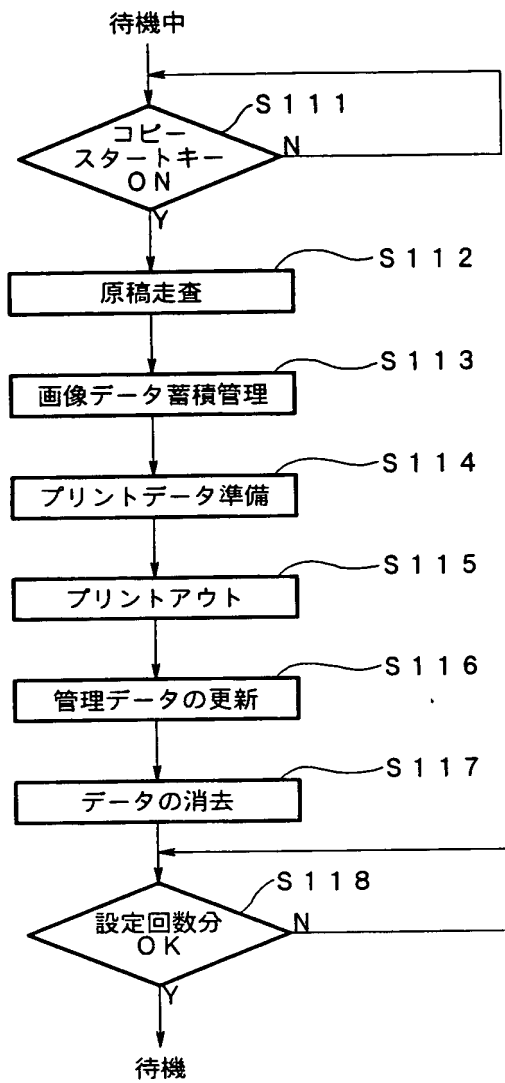 待機中
S111
コピー
スタートキー
ON
N
Y
S112
原稿走査
S113
画像データ蓄積管理
S114
プリントデータ準備
S115
プリントアウト
S116
管理データの更新
S117
データの消去
S118
設定回数分
OK
N
Y
待機